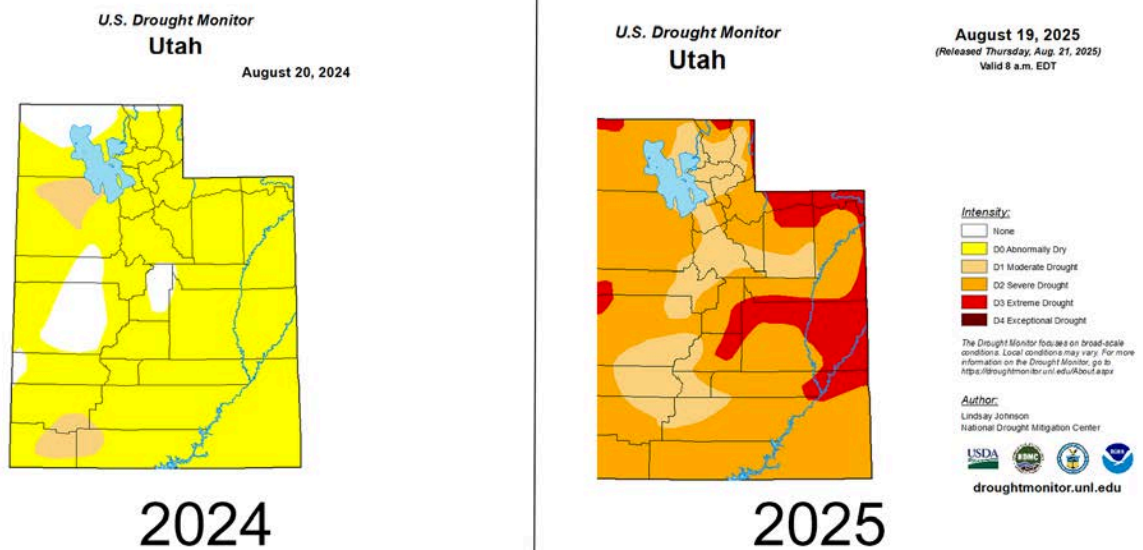 U.S. Drought Monitor
Utah
August 20, 2024
2024
U.S. Drought Monitor
Utah
August 19, 2025
(Released Thursday, Aug. 21, 2025)
Valid 8 a.m. EDT
Intensity:
None
D0 Abnormally Dry
D1 Moderate Drought
D2 Severe Drought
D3 Extreme Drought
D4 Exceptional Drought
The Drought Monitor focuses on broad-scale
conditions. Local conditions may vary. For more
information on the Drought Monitor, go to
https://droughtmonitor.unl.edu/About.aspx
Author:
Lindsay Johnson
National Drought Mitigation Center
USDA
droughtmonitor.unl.edu
2025